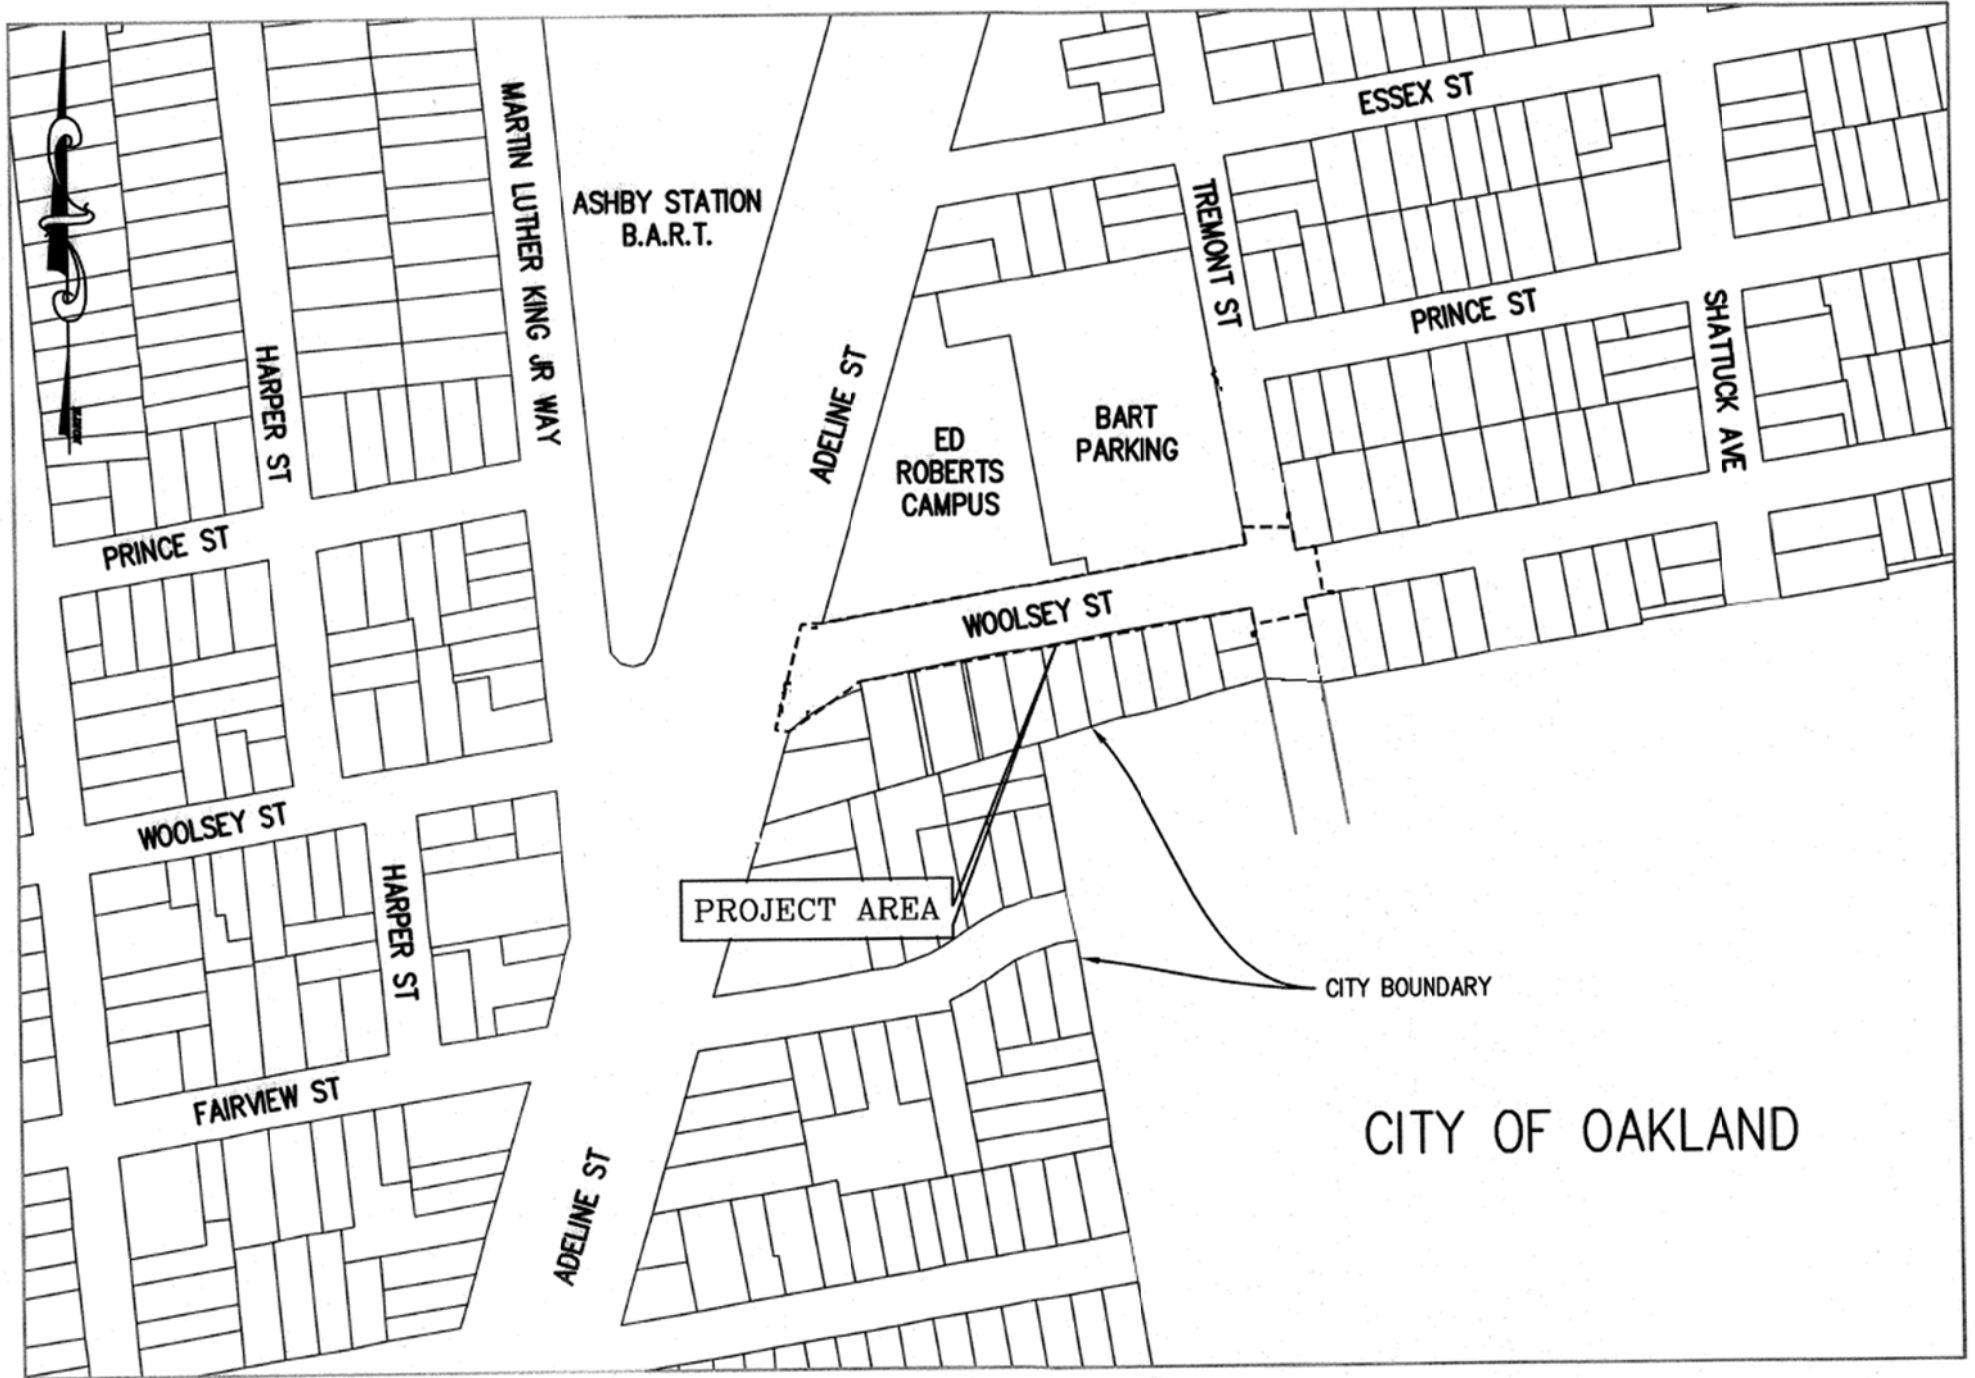 ESSEX ST
MARTIN LUTHER KING JR WAY
ASHBY STATION
B.A.R.T.
TREMONT ST
PRINCE ST
SHATTUCK AVE
HARPER ST
ADELINE ST
BART
PARKING
ED
ROBERTS
CAMPUS
PRINCE ST
WOOLSEY ST
WOOLSEY ST
HARPER ST
PROJECT AREA
CITY BOUNDARY
FAIRVIEW ST
CITY OF OAKLAND
ADELINE ST